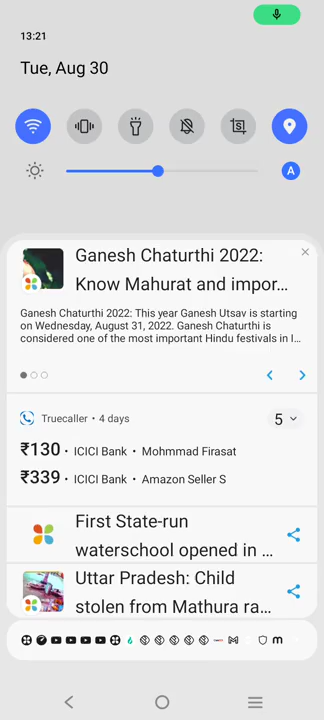 13:21
Tue, Aug 30
A
Ganesh Chaturthi 2022:
Know Mahurat and impor...
Ganesh Chaturthi 2022: This year Ganesh Utsav is starting
on Wednesday, August 31, 2022. Ganesh Chaturthi is
considered one of the most important Hindu festivals in I...
Truecaller • 4 days
5
₹130 • ICICI Bank • Mohmmad Firasat
₹339 • ICICI Bank • Amazon Seller S
First State-run
waterschool opened in ...
Uttar Pradesh: Child
stolen from Mathura ra...